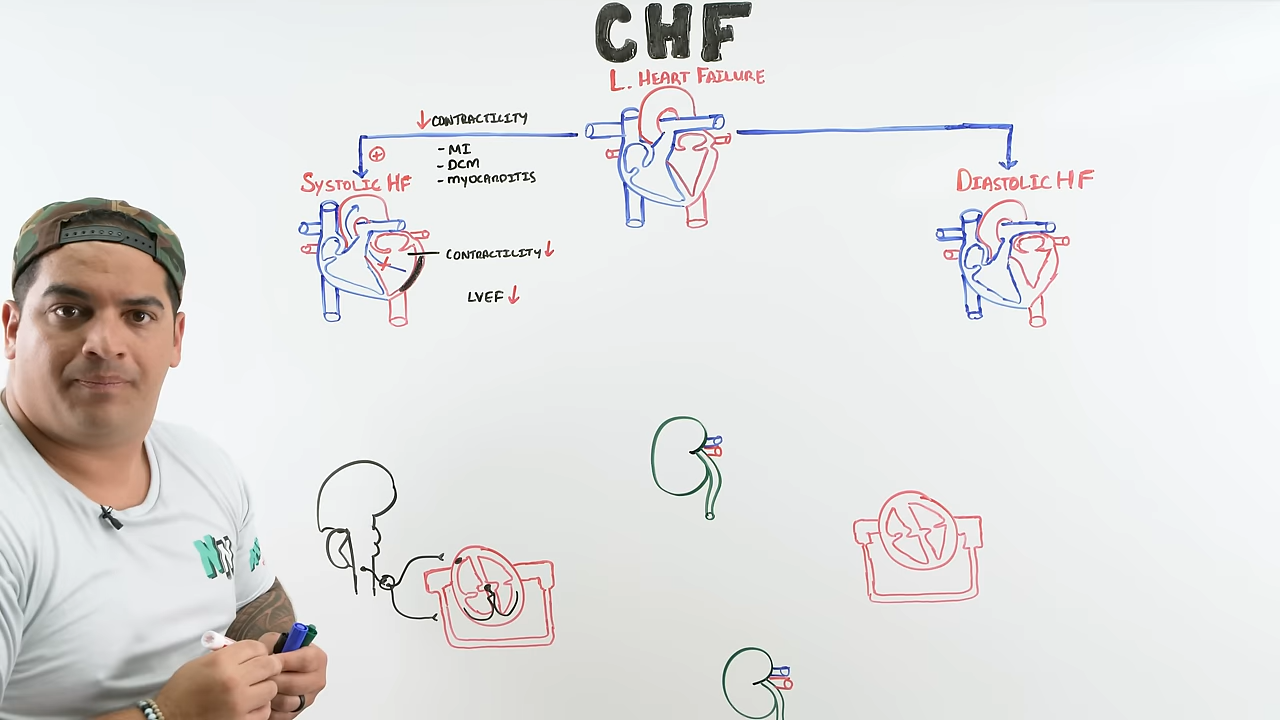 CHF
L. HEART FAILURE
↓ CONTRACTILITY
- MI
- DCM
- MYOCARDITIS
⊕
SYSTOLIC HF
DIASTOLIC HF
CONTRACTILITY ↓
LVEF ↓